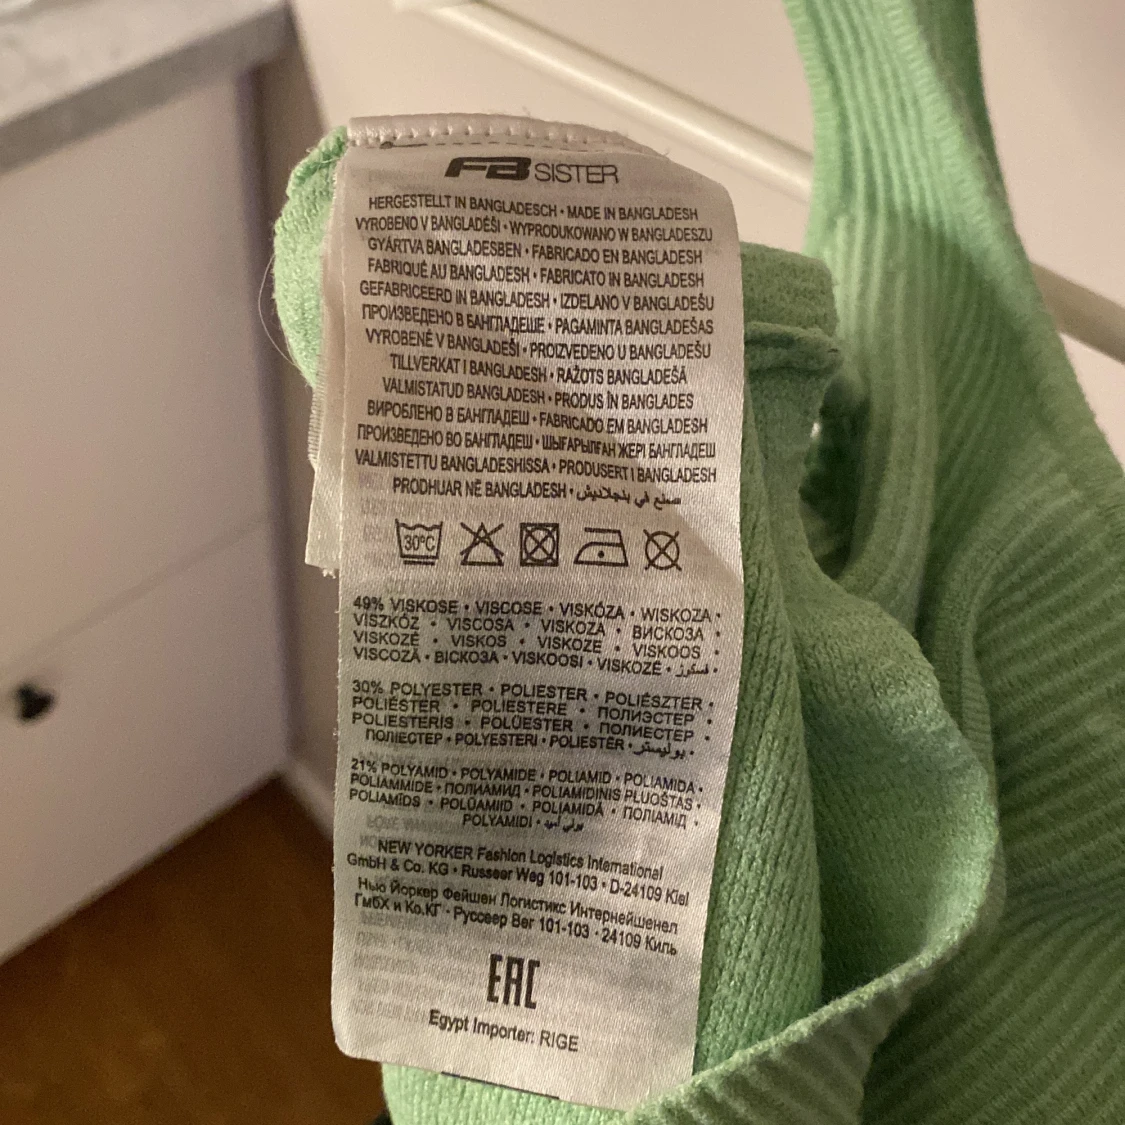 FB SISTER
HERGESTELLT IN BANGLADESCH • MADE IN BANGLADESH
VYROBENO V BANGLADÉŠI • WYPRODUKOWANO W BANGLADESZU
GYÁRTVA BANGLADESBEN • FABRICADO EN BANGLADESH
FABRIQUÉ AU BANGLADESH • FABRICATO IN BANGLADESH
GEFABRICEERD IN BANGLADESH • IZDELANO V BANGLADEŠU
ПРОИЗВЕДЕНО В БАНГЛАДЕШЕ • PAGAMINTA BANGLADEŠAS
VYROBENÉ V BANGLADEŠI • PROIZVEDENO U BANGLADEŠU
TILLVERKAT I BANGLADESH • RAŽOTS BANGLADEŠĀ
VALMISTATUD BANGLADESH • PRODUS ÎN BANGLADES
ВИРОБЛЕНО В БАНГЛАДЕШ • FABRICADO EM BANGLADESH
ПРОИЗВЕДЕНО ВО БАНГЛАДЕШ • ШЫҒАРЫЛҒАН ЖЕРІ БАНГЛАДЕШ
VALMISTETTU BANGLADESHISSA • PRODUSERT I BANGLADESH
PRODHUAR NË BANGLADESH • صنع في بنجلاديش
30°C
49% VISKOSE • VISCOSE • VISKÓZA • WISKOZA •
VISZKÓZ • VISCOSA • VISKOZA • ВИСКОЗА •
VISKOZÉ • VISKOS • VISKOZE • VISKOOS •
VISCOZĂ • ВІСКОЗА • VISKOOSI • VISKOZË • فسكوز •
30% POLYESTER • POLIESTER • POLIÉSZTER •
POLIÉSTER • POLIESTERE • ПОЛИЭСТЕР •
POLIESTERIS • POLÜESTER • ПОЛИЕСТЕР •
ПОЛІЕСТЕР • POLYESTERI • POLIESTËR • بوليستر •
21% POLYAMID • POLYAMIDE • POLIAMID • POLIAMIDA •
POLIAMMIDE • ПОЛИАМИД • POLIAMIDINIS PLUOŠTAS •
POLIAMĪDS • POLÜAMIID • POLIAMIDĂ • ПОЛІАМІД •
POLYAMIDI • بولي أميد •
NEW YORKER Fashion Logistics International
GmbH & Co. KG • Russeer Weg 101-103 • D-24109 Kiel
Нью Йоркер Фейшен Логистикс Интернейшенел
ГмбХ и Ко.КГ • Руссеер Вег 101-103 • 24109 Киль
EAC
Egypt Importer: RIGE